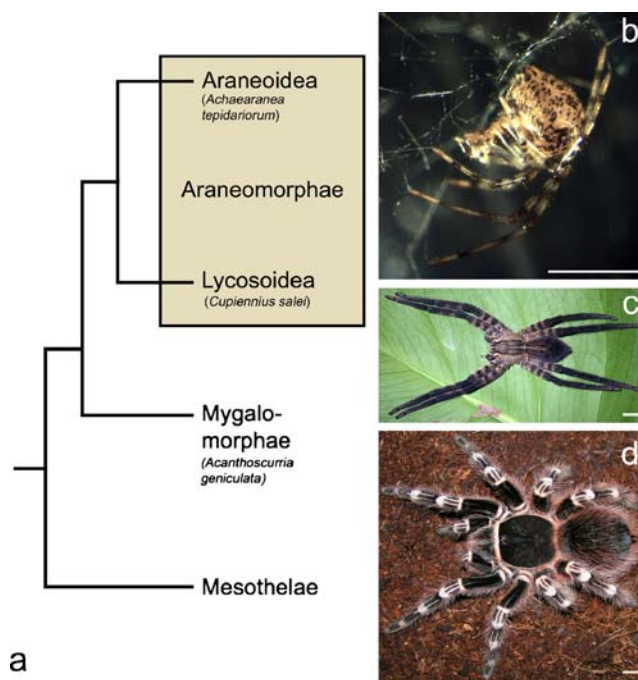 Araneoidea
(Achaearanea
tepidariorum)
Araneomorphae
Lycosoidea
(Cupiennius salei)
Mygalo-
morphae
(Acanthoscurria
geniculata)
Mesothelae
a
b
c
d